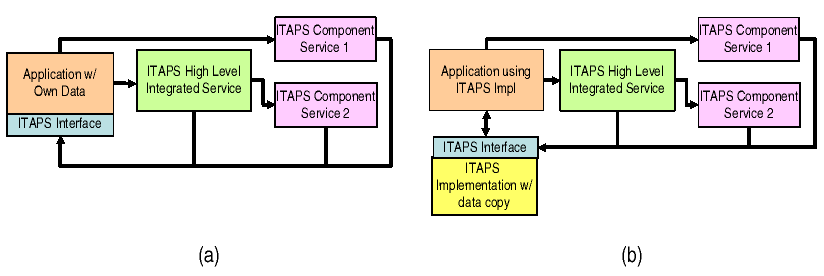 ITAPS Component
Service 1
Application w/
Own Data
ITAPS Interface
ITAPS High Level
Integrated Service
ITAPS Component
Service 2
(a)
ITAPS Component
Service 1
Application using
ITAPS Impl
ITAPS High Level
Integrated Service
ITAPS Component
Service 2
ITAPS Interface
ITAPS
Implementation w/
data copy
(b)